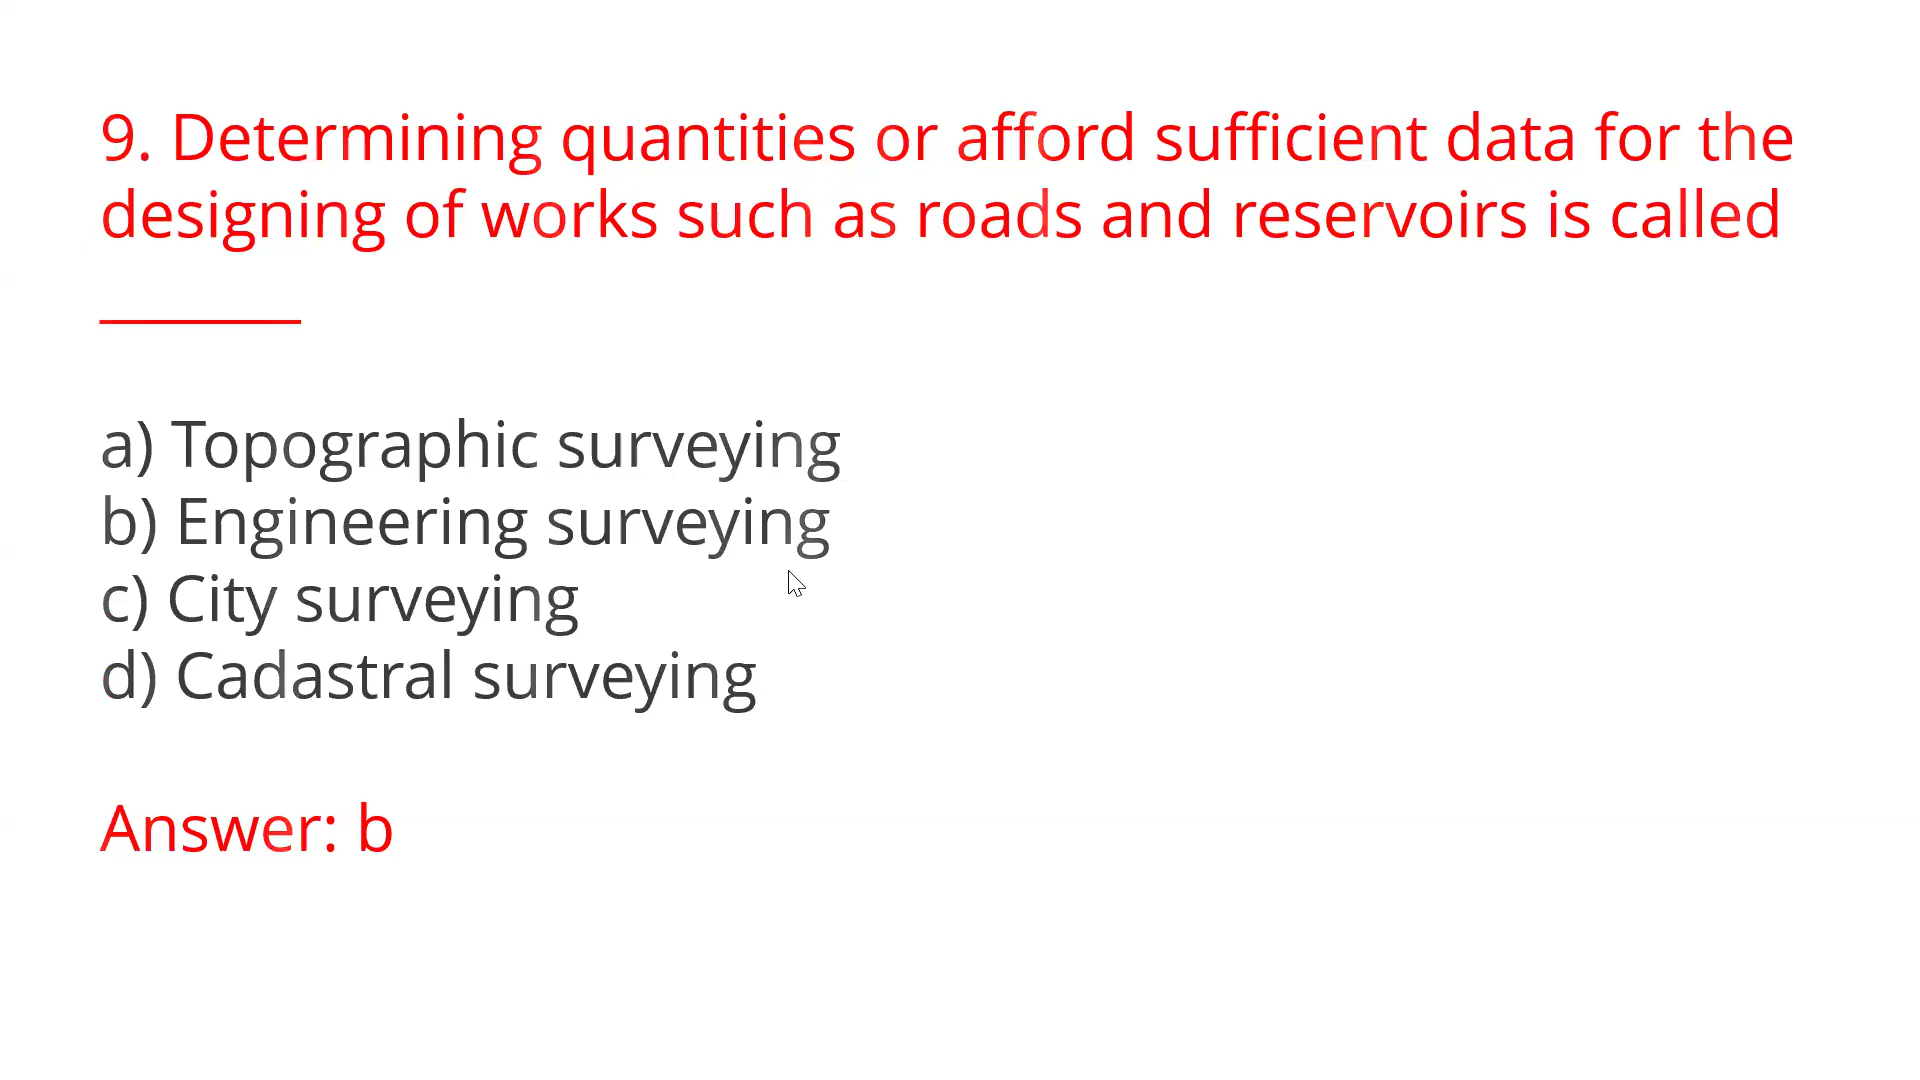 9. Determining quantities or afford sufficient data for the
designing of works such as roads and reservoirs is called
________
a) Topographic surveying
b) Engineering surveying
c) City surveying
d) Cadastral surveying
Answer: b